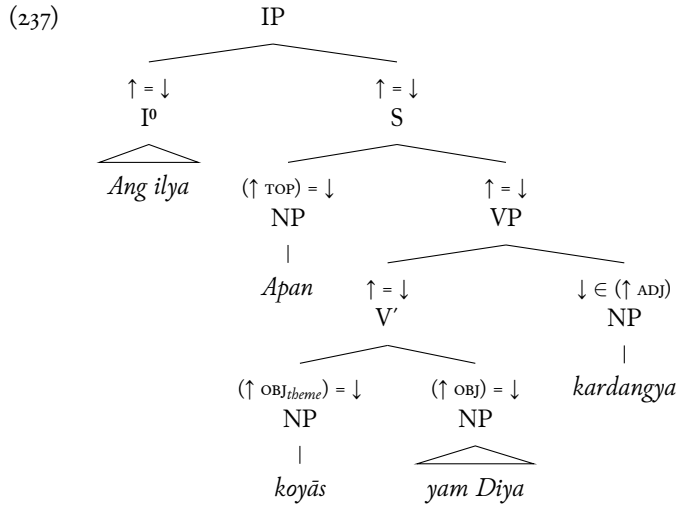 (237) IP
↑ = ↓ ↑ = ↓
I⁰ S
Ang ilya (↑ TOP) = ↓ ↑ = ↓
NP VP
Apan ↑ = ↓ ↓ ∈ (↑ ADJ)
V′ NP
(↑ OBJtheme) = ↓ (↑ OBJ) = ↓ kardangya
NP NP
koyās yam Diya